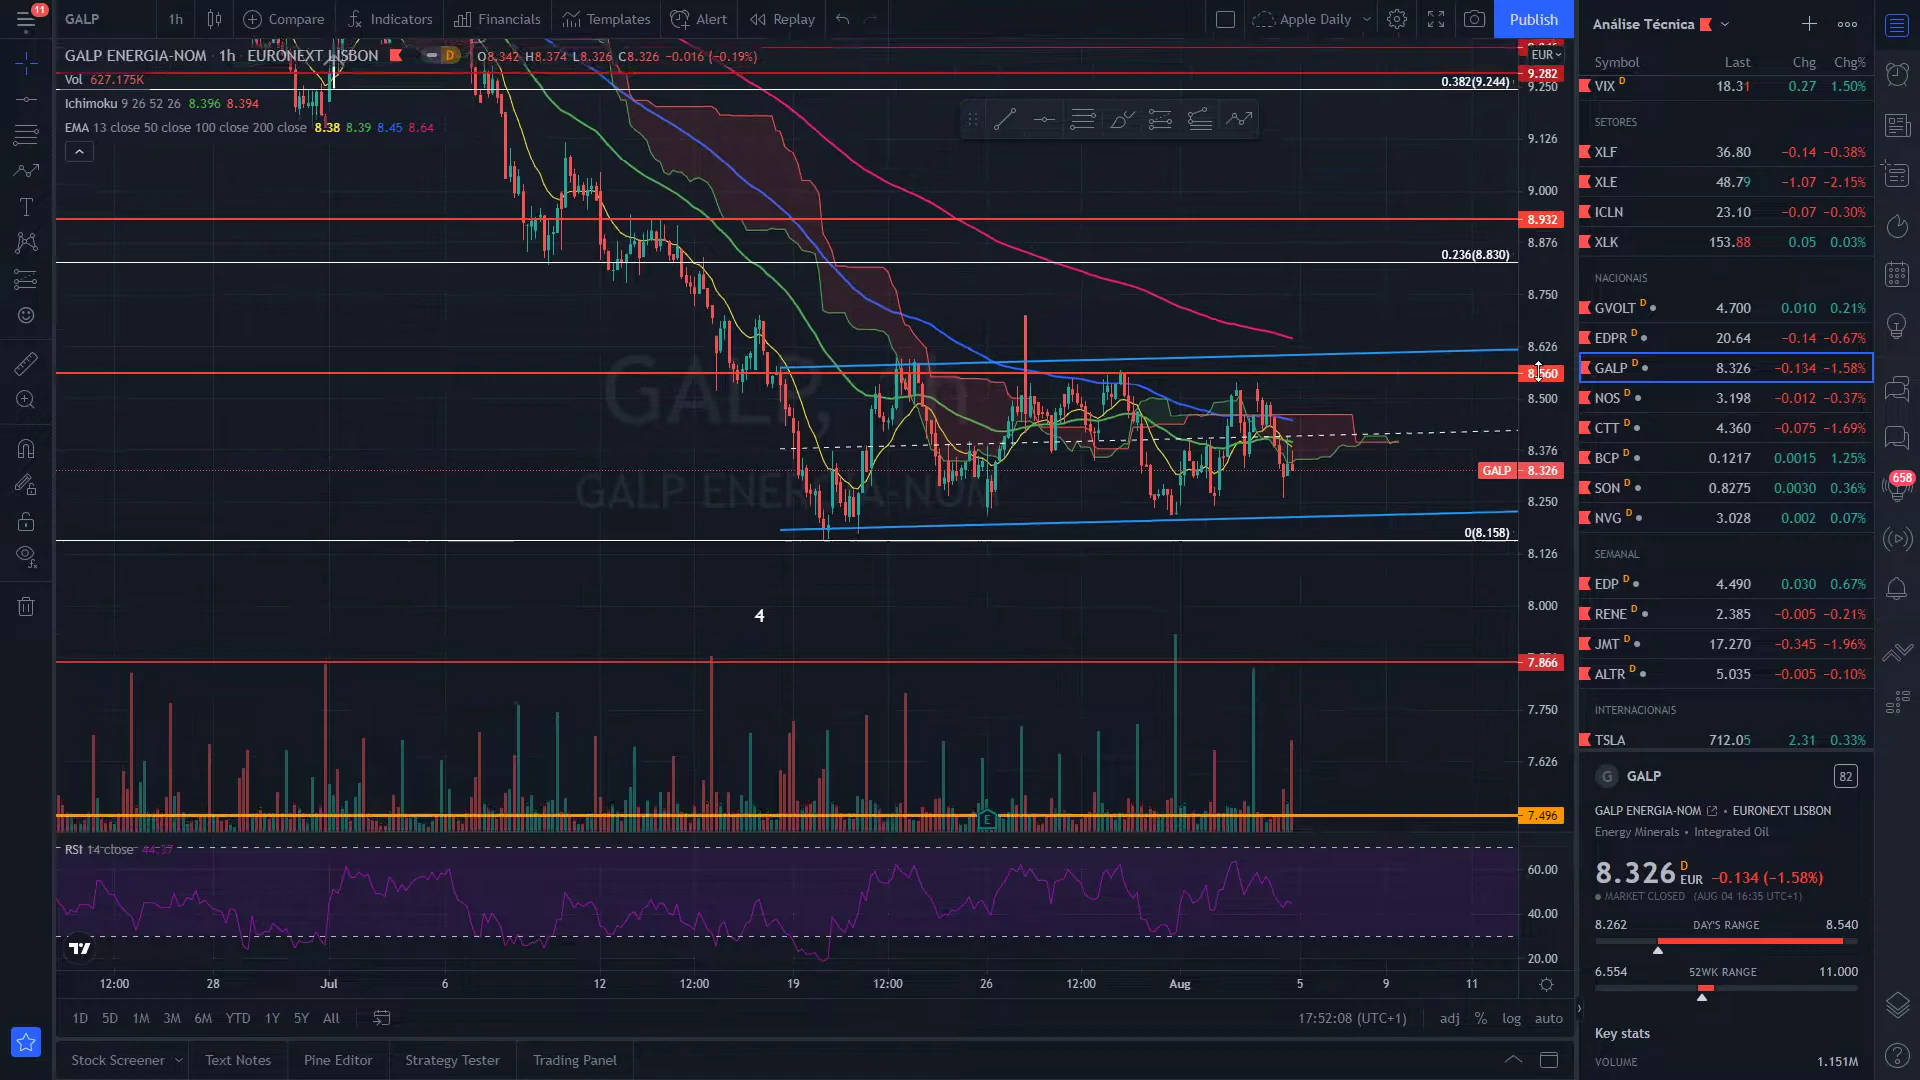 11
GALP
1h
Compare
Indicators
Financials
Templates
Alert
Replay
Apple Daily
Publish
GALP ENERGIA-NOM · 1h · EURONEXT LISBON
D
O8.342 H8.374 L8.326 C8.326 −0.016 (−0.19%)
Vol 627.175K
Ichimoku 9 26 52 26 8.396 8.394
EMA 13 close 50 close 100 close 200 close 8.38 8.39 8.45 8.64
EUR
9.282
9.250
9.126
9.000
8.932
8.876
8.750
8.626
8.560
8.500
8.376
GALP 8.326
8.250
8.126
8.000
7.866
7.750
7.626
7.496
0.382(9.244)
0.236(8.830)
0(8.158)
GALP, 1h
GALP ENERGIA-NOM
4
E
RSI 14 close 44.37
60.00
40.00
20.00
12:00
28
Jul
6
12
12:00
19
12:00
26
12:00
Aug
5
9
11
1D 5D 1M 3M 6M YTD 1Y 5Y All
17:52:08 (UTC+1)
adj % log auto
Stock Screener
Text Notes
Pine Editor
Strategy Tester
Trading Panel
Análise Técnica
Symbol Last Chg Chg%
VIX D 18.31 0.27 1.50%
SETORES
XLF 36.80 −0.14 −0.38%
XLE 48.79 −1.07 −2.15%
ICLN 23.10 −0.07 −0.30%
XLK 153.88 0.05 0.03%
NACIONAIS
GVOLT D 4.700 0.010 0.21%
EDPR D 20.64 −0.14 −0.67%
GALP D 8.326 −0.134 −1.58%
NOS D 3.198 −0.012 −0.37%
CTT D 4.360 −0.075 −1.69%
BCP D 0.1217 0.0015 1.25%
SON D 0.8275 0.0030 0.36%
NVG D 3.028 0.002 0.07%
SEMANAL
EDP D 4.490 0.030 0.67%
RENE D 2.385 −0.005 −0.21%
JMT D 17.270 −0.345 −1.96%
ALTR D 5.035 −0.005 −0.10%
INTERNACIONAIS
TSLA 712.05 2.31 0.33%
G GALP
82
GALP ENERGIA-NOM • EURONEXT LISBON
Energy Minerals • Integrated Oil
8.326 D EUR −0.134 (−1.58%)
MARKET CLOSED (AUG 04 16:35 UTC+1)
8.262 DAY'S RANGE 8.540
6.554 52WK RANGE 11.000
Key stats
VOLUME 1.151M
658